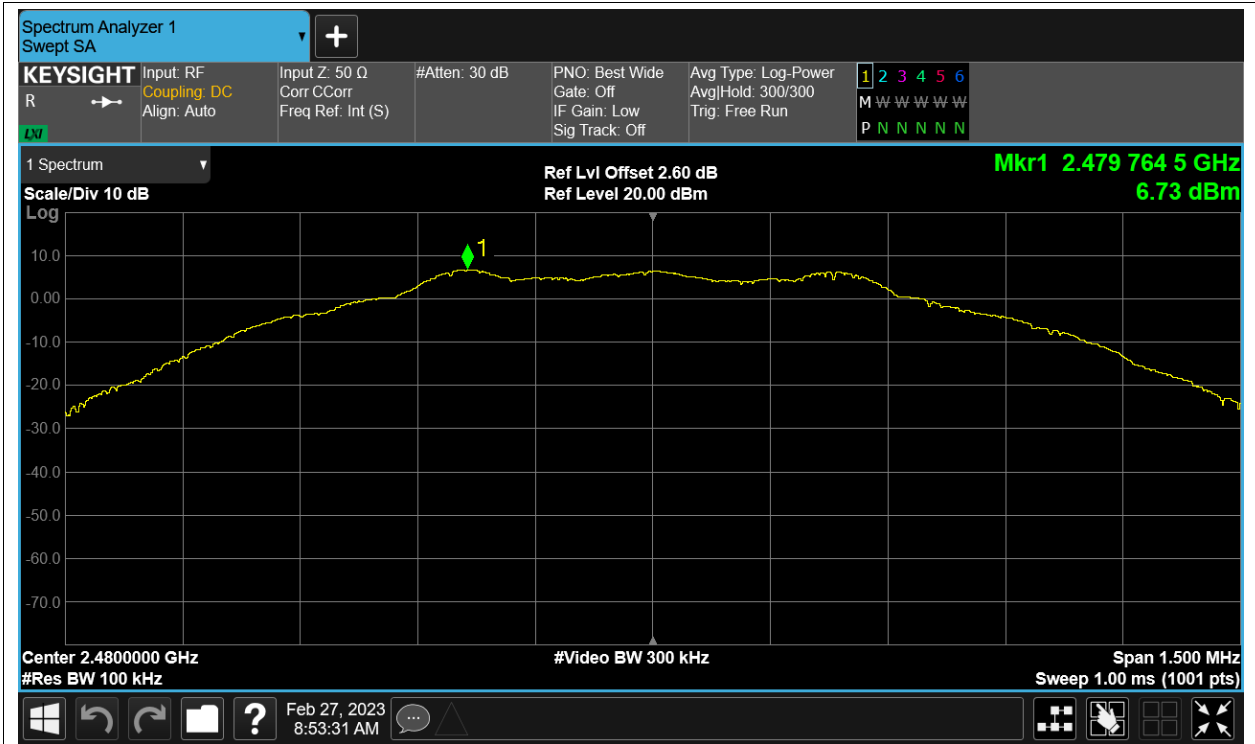 Spectrum Analyzer 1
Swept SA
KEYSIGHT
R
LXI
Input: RF
Coupling: DC
Align: Auto
Input Z: 50 Ω
Corr CCorr
Freq Ref: Int (S)
#Atten: 30 dB
PNO: Best Wide
Gate: Off
IF Gain: Low
Sig Track: Off
Avg Type: Log-Power
Avg|Hold: 300/300
Trig: Free Run
1 2 3 4 5 6
M W W W W W W
P N N N N N N
1 Spectrum
Scale/Div 10 dB
Log
Ref Lvl Offset 2.60 dB
Ref Level 20.00 dBm
Mkr1 2.479 764 5 GHz
6.73 dBm
1
10.0
0.00
-10.0
-20.0
-30.0
-40.0
-50.0
-60.0
-70.0
Center 2.4800000 GHz
#Video BW 300 kHz
Span 1.500 MHz
#Res BW 100 kHz
Sweep 1.00 ms (1001 pts)
?
Feb 27, 2023
8:53:31 AM